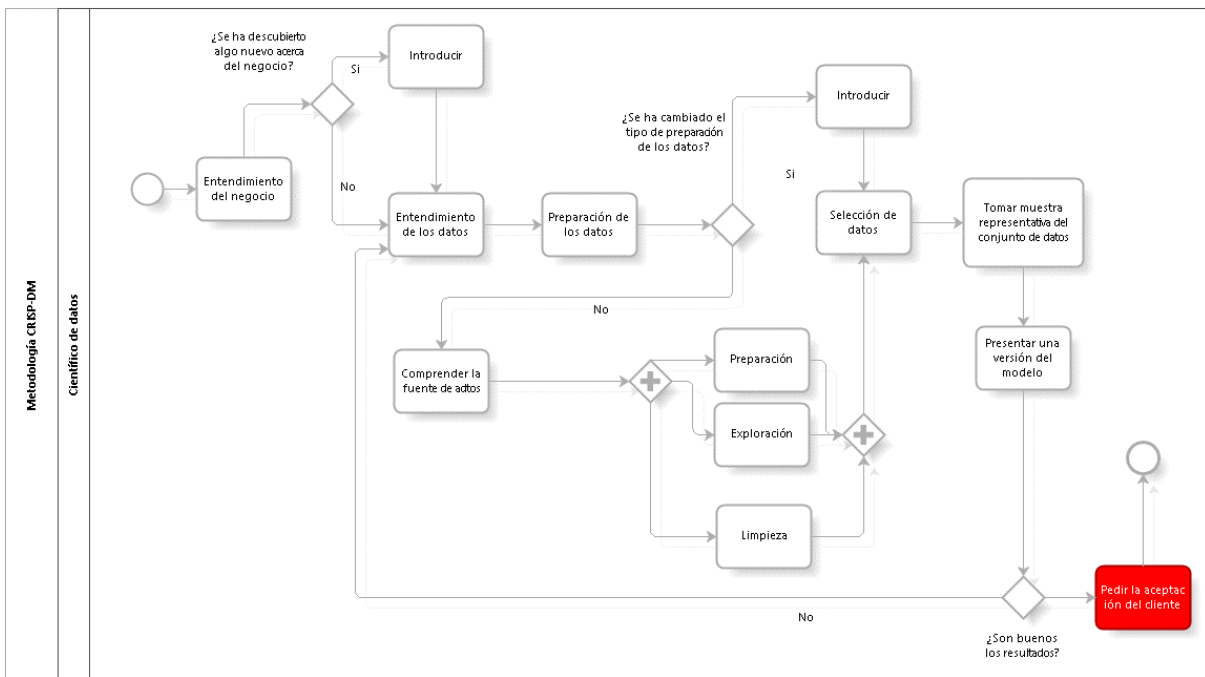 Metodología CRISP-DM
Científico de datos
¿Se ha descubierto
algo nuevo acerca
del negocio?
Si
Introducir
No
Entendimiento
del negocio
Entendimiento
de los datos
Preparación de
los datos
¿Se ha cambiado el
tipo de preparación
de los datos?
Introducir
Si
Selección de
datos
Tomar muestra
representativa del
conjunto de datos
No
Comprender la
fuente de adtos
Preparación
Exploración
Limpieza
Presentar una
versión del
modelo
Pedir la aceptac
ión del cliente
No
¿Son buenos
los resultados?